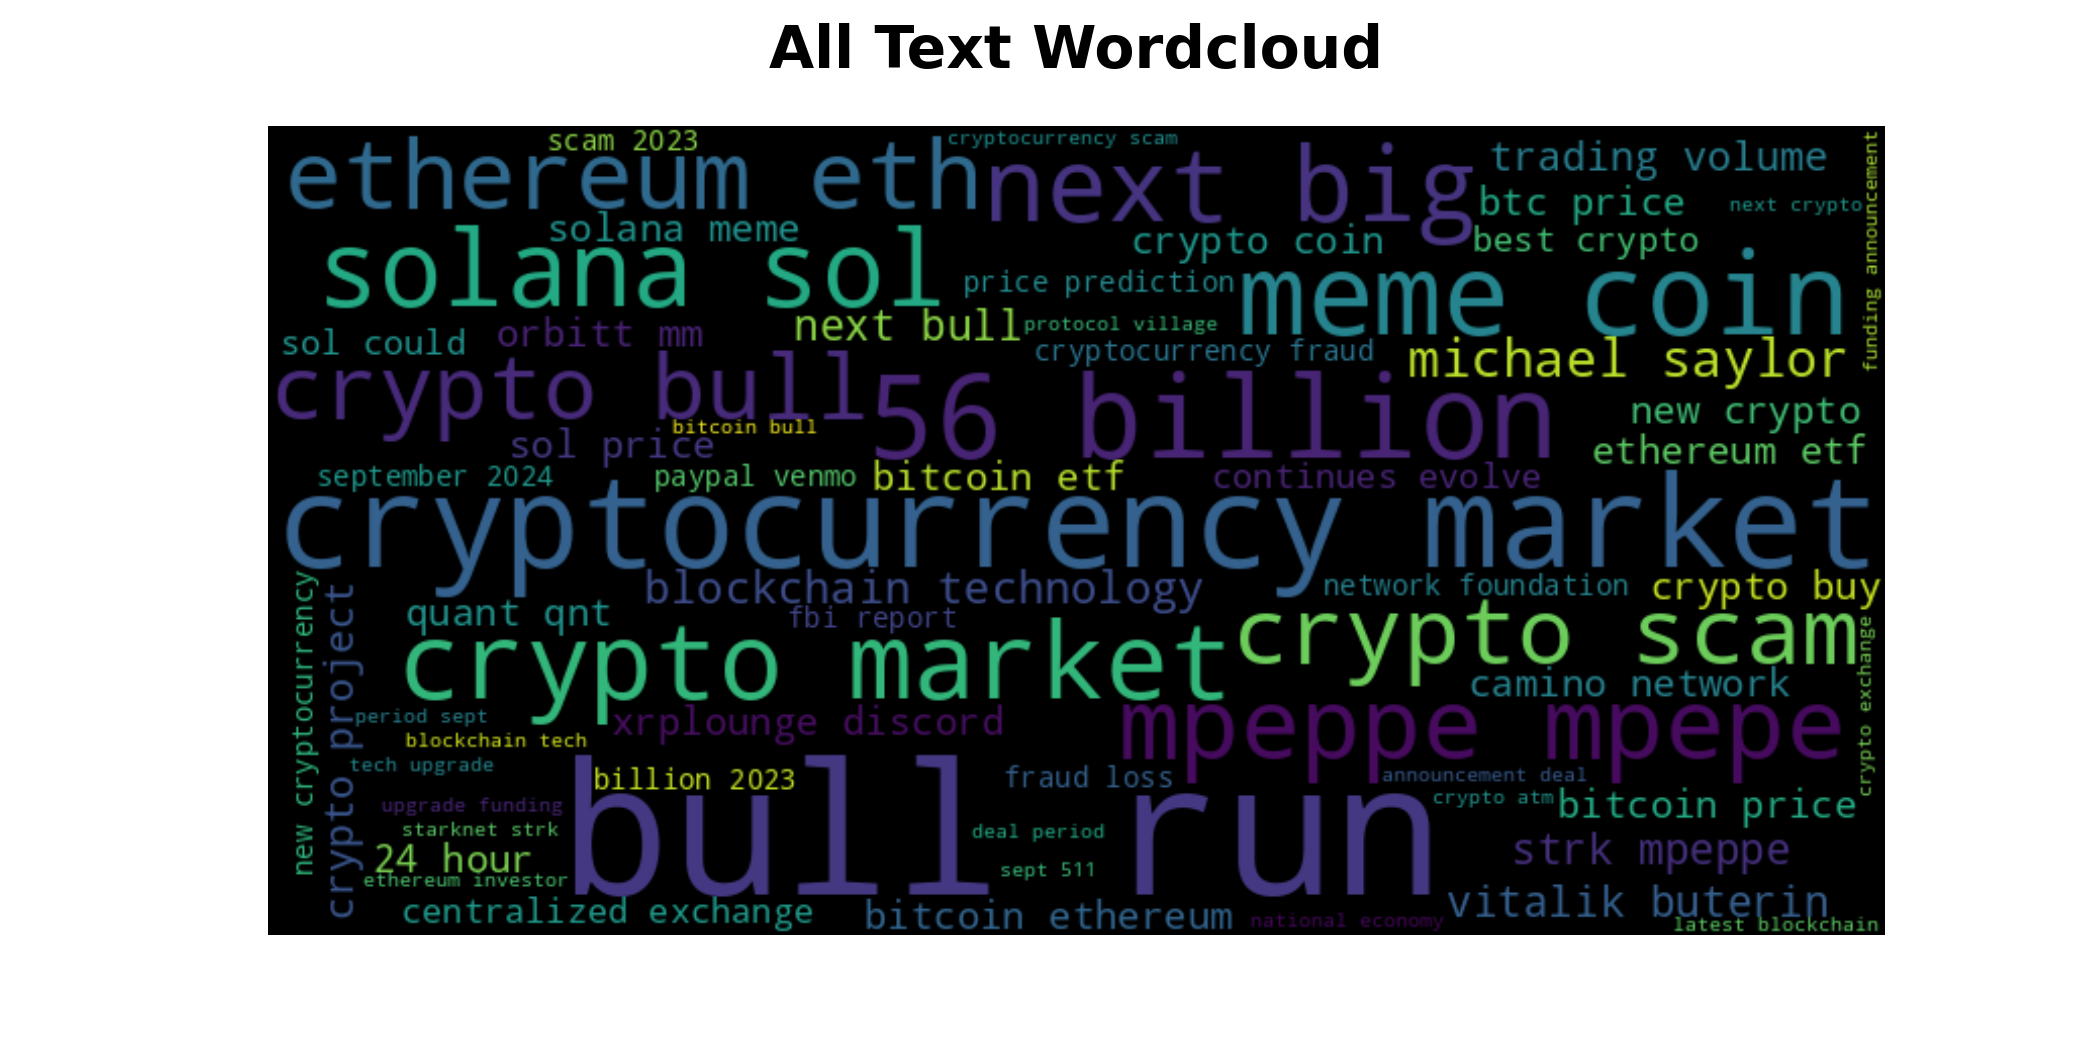 All Text Wordcloud
scam 2023
cryptocurrency scam
ethereum eth
next big
trading volume
funding announcement
btc price
next crypto
solana meme
crypto coin
best crypto
solana sol
price prediction
meme coin
sol could
orbitt mm
next bull
protocol village
cryptocurrency fraud
michael saylor
crypto bull
56 billion
new crypto
bitcoin bull
sol price
ethereum etf
september 2024
paypal venmo
bitcoin etf
continues evolve
cryptocurrency market
new cryptocurrency
crypto project
blockchain technology
network foundation
crypto buy
quant qnt
fbi report
crypto market
crypto scam
crypto exchange
camino network
period sept
xrplounge discord
mpeppe mpepe
blockchain tech
tech upgrade
billion 2023
fraud loss
announcement deal
upgrade funding
bull run
crypto atm
bitcoin price
starknet strk
deal period
24 hour
strk mpeppe
ethereum investor
sept 511
centralized exchange
bitcoin ethereum
national economy
vitalik buterin
latest blockchain